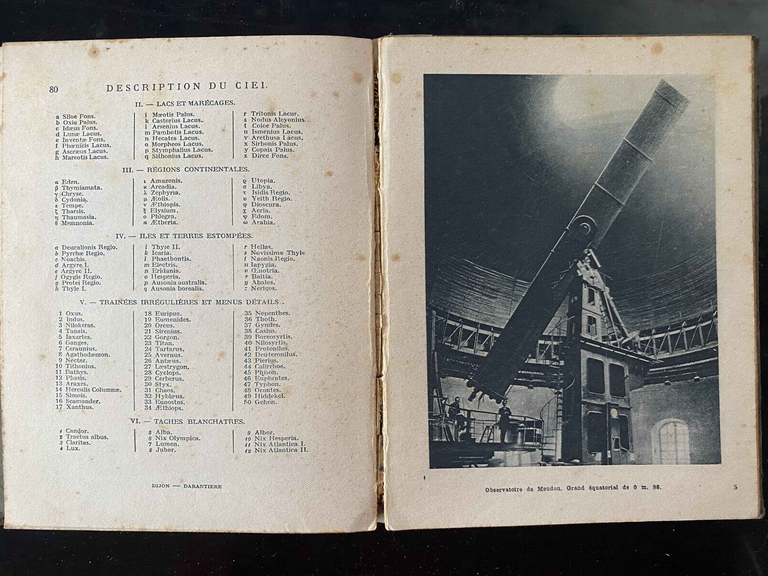 80 DESCRIPTION DU CIEL
II. — LACS ET MARÉCAGES.
a Siloe Fons.
b Oxia Palus.
c Idæus Fons.
d Lunæ Lacus.
e Inventæ Fons.
f Phœnicis Lacus.
g Ascræus Lacus.
h Mareotis Lacus.
i Mæotis Palus.
k Castorius Lacus.
l Arsenius Lacus.
m Pambotis Lacus.
n Hecates Lacus.
o Morpheos Lacus.
p Stymphalius Lacus.
q Sithonius Lacus.
r Tritonis Lacus.
s Nodus Alcyonius.
t Coloe Palus.
u Ismenius Lacus.
v Arethusa Lacus.
x Sirbonis Palus.
y Copais Palus.
z Dirce Fons.
III. — RÉGIONS CONTINENTALES.
α Eden.
β Thymiamata.
γ Chryse.
δ Cydonia.
ε Tempe.
ζ Tharsis.
η Thaumasia.
θ Memnonia.
ι Amazonis.
κ Arcadia.
λ Zephyria.
μ Æolis.
ν Æthiopis.
ξ Elysium.
ο Phlegra.
π Ætheria.
ρ Utopia.
σ Libya.
τ Isidis Regio.
υ Neith Regio.
φ Dioscuria.
χ Aeria.
ψ Edom.
ω Arabia.
IV. — ILES ET TERRES ESTOMPÉES.
a Deucalionis Regio.
b Pyrrhæ Regio.
c Noachis.
d Argyre I.
e Argyre II.
f Ogygis Regio.
g Protei Regio.
h Thyle I.
i Thyle II.
k Icaria.
l Phaethontis.
m Electris.
n Eridania.
o Hesperia.
p Ausonia australis.
q Ausonia borealis.
r Hellas.
s Novissima Thyle
t Iaonis Regio.
u Iapygia.
v Œnotria.
x Baltia.
y Abalos.
z Nerigos.
V. — TRAINÉES IRRÉGULIÈRES ET MENUS DÉTAILS.
1 Oxus.
2 Indus.
3 Nilokeras.
4 Tanais.
5 Jaxartes.
6 Ganges.
7 Ceraunius.
8 Agathodæmon.
9 Nectar.
10 Tithonius.
11 Bathys.
12 Phasis.
13 Araxes.
14 Herculis Columnæ.
15 Simois.
16 Scamander.
17 Xanthus.
18 Euripus.
19 Eumenides.
20 Orcus.
21 Sirenius.
22 Gorgon.
23 Titan.
24 Tartarus.
25 Avernus.
26 Antæus.
27 Læstrygon.
28 Cyclops.
29 Cerberus.
30 Styx.
31 Chaos.
32 Hyblæus.
33 Eunostos.
34 Æthiops.
35 Nepenthes.
36 Thoth.
37 Gyndes.
38 Casius.
39 Boreosyrtis.
40 Nilosyrtis.
41 Protonilus.
42 Deuteronilus.
43 Pierius.
44 Callirrhoe.
45 Phison.
46 Euphrates.
47 Typhon.
48 Orontes.
49 Hiddekel.
50 Gehon.
VI. — TACHES BLANCHATRES.
1 Candor.
2 Tractus albus.
3 Claritas.
4 Lux.
5 Alba.
6 Nix Olympica.
7 Lumen.
8 Jubar.
9 Albor.
10 Nix Hesperia.
11 Nix Atlantica I.
12 Nix Atlantica II.
DIJON — DARANTIERE
Observatoire de Meudon. Grand équatorial de 0 m. 83.
5